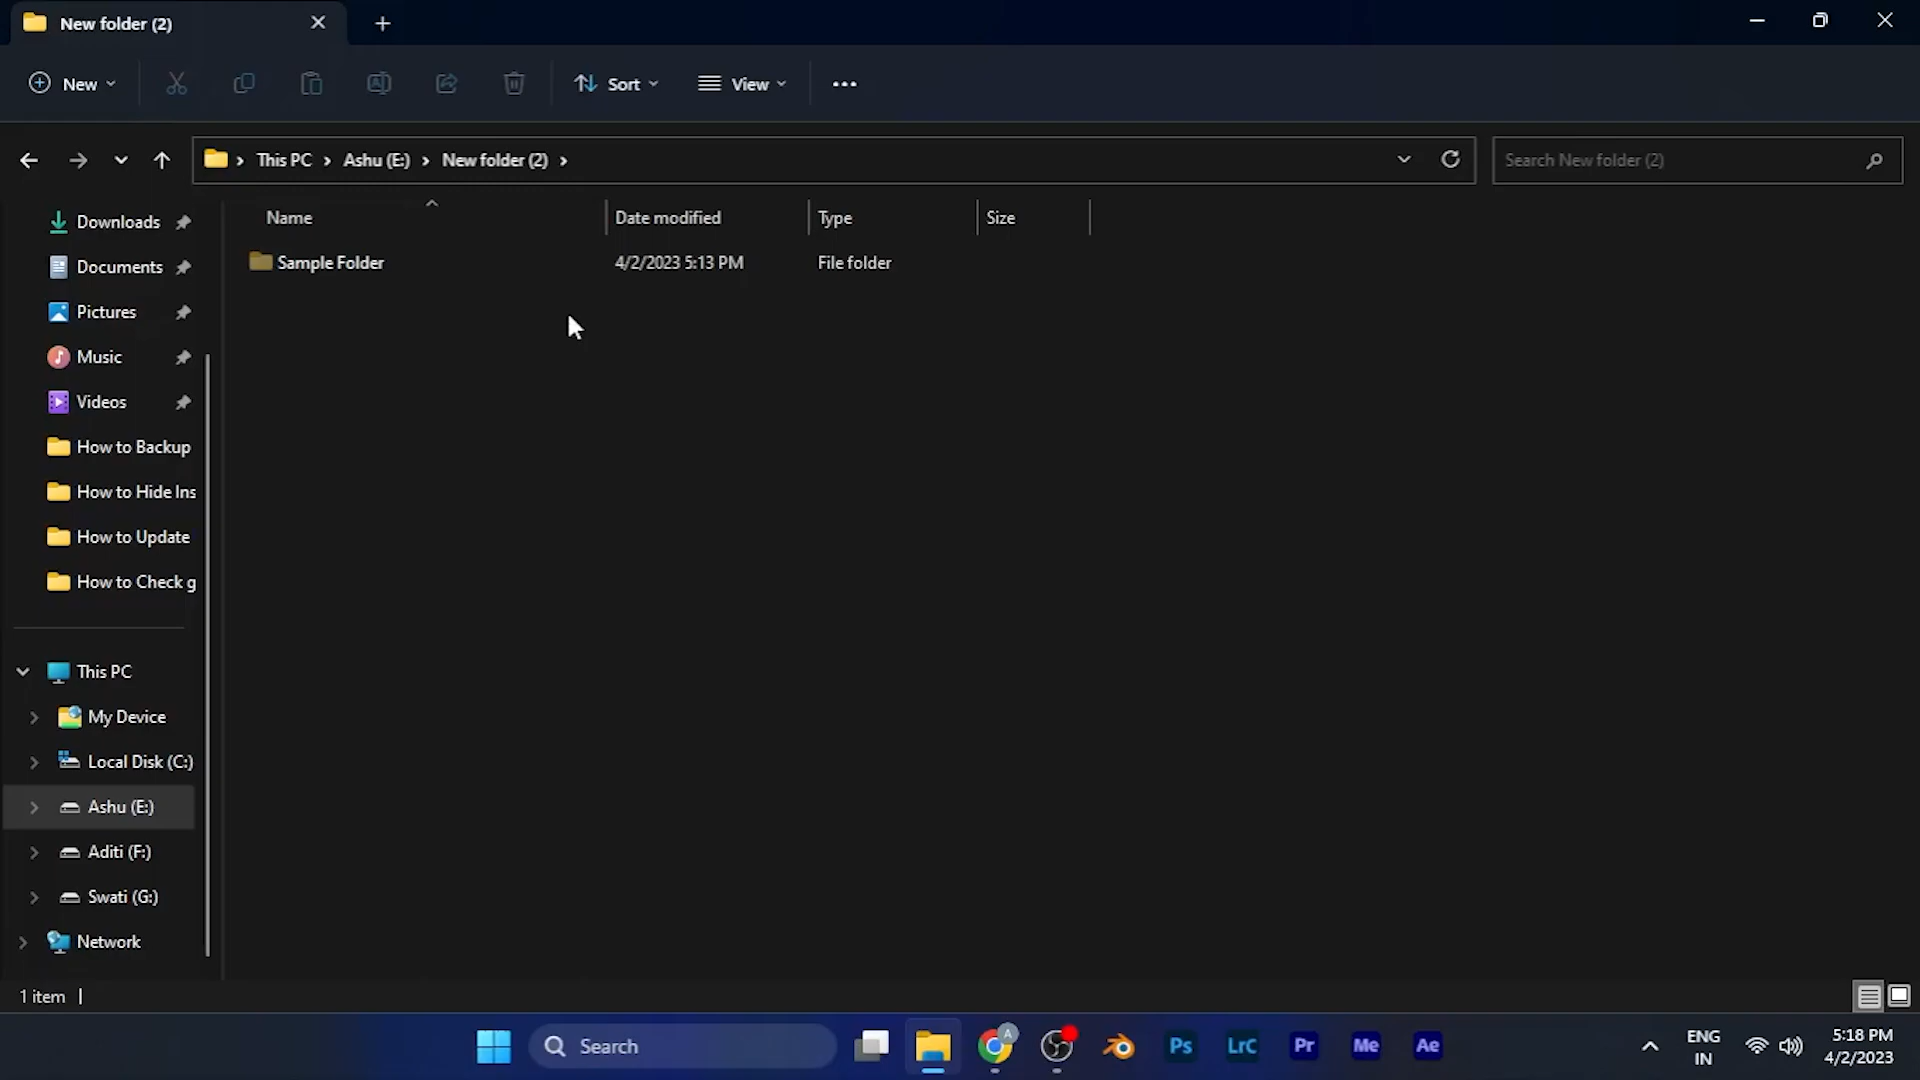 New folder (2)
New
Sort
View
This PC
Ashu (E:)
New folder (2)
Search New folder (2)
Name
Date modified
Type
Size
Downloads
Documents
Pictures
Music
Videos
How to Backup
How to Hide Ins
How to Update
How to Check g
Sample Folder
4/2/2023 5:13 PM
File folder
This PC
My Device
Local Disk (C:)
Ashu (E:)
Aditi (F:)
Swati (G:)
Network
1 item
Search
A
Ps
LrC
Pr
Me
Ae
ENG
IN
5:18 PM
4/2/2023